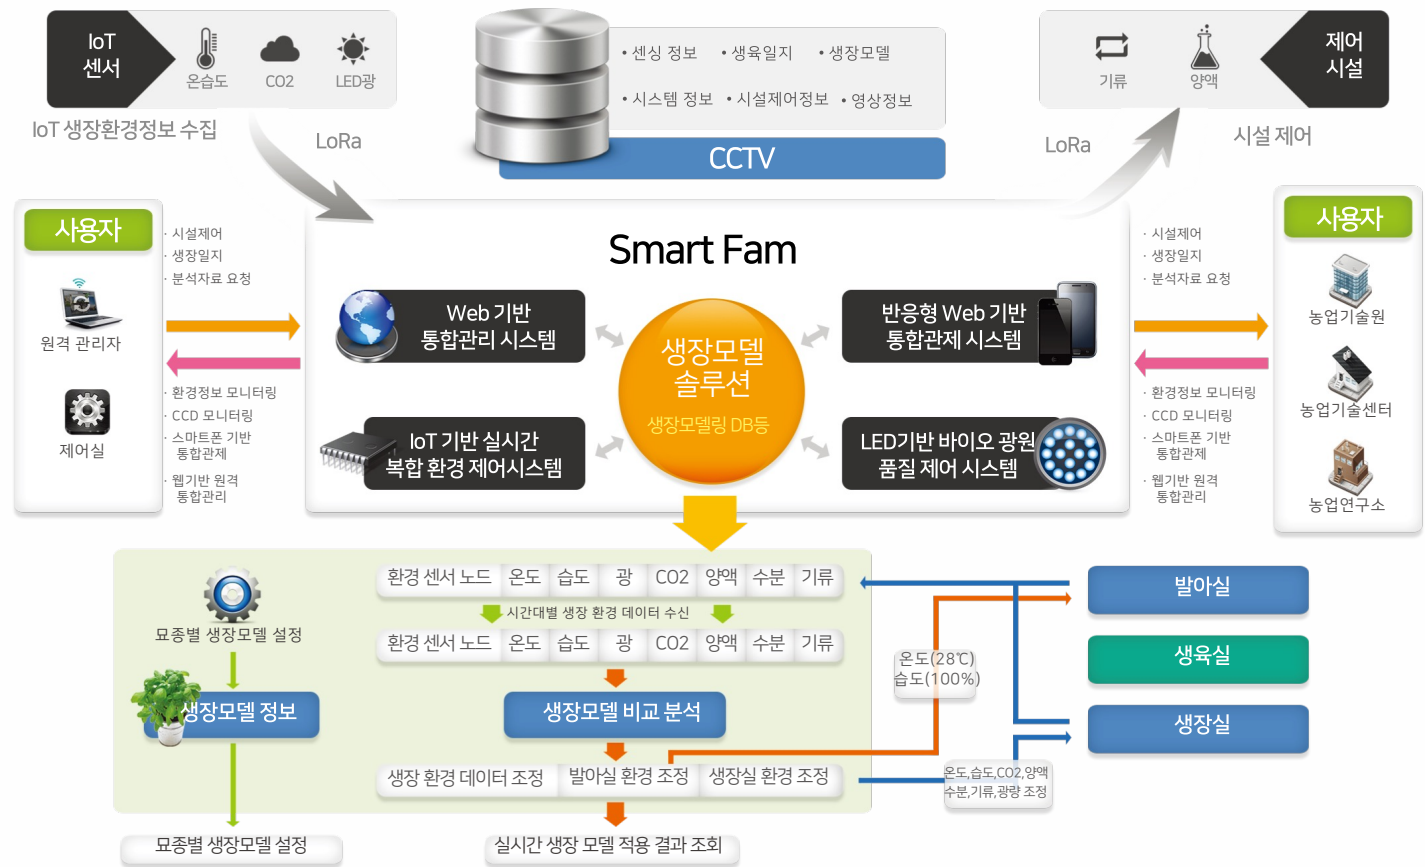 IoT
센서
온습도
CO2
LED광
IoT 생장환경정보 수집
LoRa
• 센싱 정보
• 생육일지
• 생장모델
• 시스템 정보
• 시설제어정보
• 영상정보
CCTV
기류
양액
제어
시설
LoRa
시설 제어
사용자
원격 관리자
제어실
· 시설제어
· 생장일지
· 분석자료 요청
· 환경정보 모니터링
· CCD 모니터링
· 스마트폰 기반
통합관제
· 웹기반 원격
통합관리
Smart Fam
Web 기반
통합관리 시스템
반응형 Web 기반
통합관제 시스템
생장모델
솔루션
생장모델링 DB등
IoT 기반 실시간
복합 환경 제어시스템
LED기반 바이오 광원
품질 제어 시스템
· 시설제어
· 생장일지
· 분석자료 요청
· 환경정보 모니터링
· CCD 모니터링
· 스마트폰 기반
통합관제
· 웹기반 원격
통합관리
사용자
농업기술원
농업기술센터
농업연구소
묘종별 생장모델 설정
생장모델 정보
묘종별 생장모델 설정
환경 센서 노드 온도 습도 광 CO2 양액 수분 기류
시간대별 생장 환경 데이터 수신
환경 센서 노드 온도 습도 광 CO2 양액 수분 기류
생장모델 비교 분석
생장 환경 데이터 조정 발아실 환경 조정 생장실 환경 조정
실시간 생장 모델 적용 결과 조회
온도(28℃)
습도(100%)
발아실
생육실
생장실
온도,습도,CO2,양액
수분,기류,광량 조정